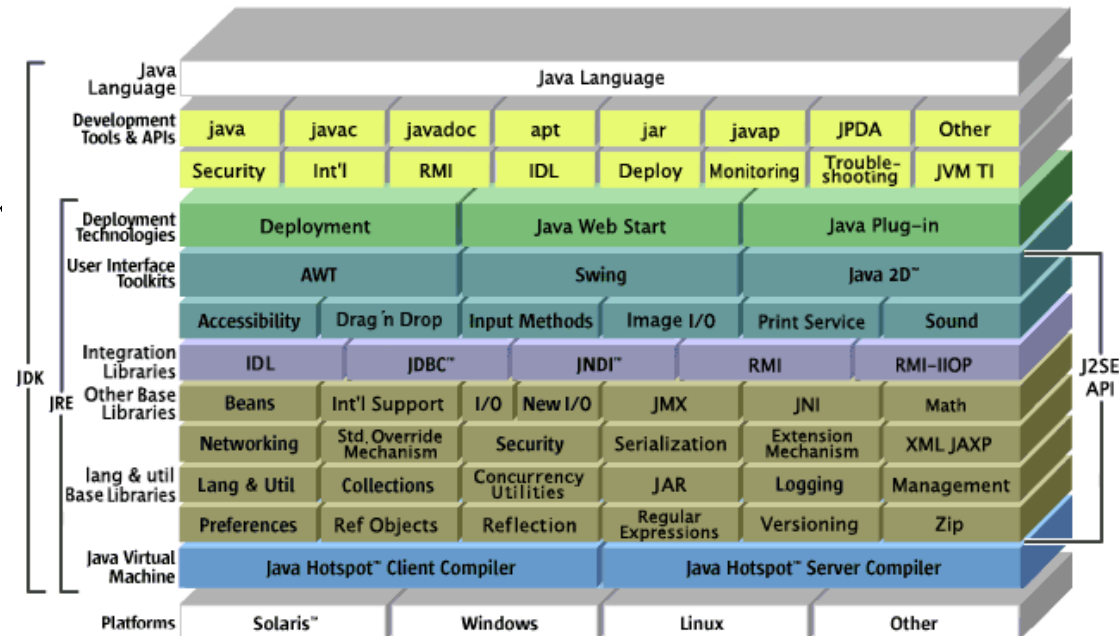 Java Language
Java Language
Development Tools & APIs
java javac javadoc apt jar javap JPDA Other
Security Int'l RMI IDL Deploy Monitoring Trouble-shooting JVM TI
Deployment Technologies
Deployment Java Web Start Java Plug-in
User Interface Toolkits
AWT Swing Java 2D™
Accessibility Drag 'n Drop Input Methods Image I/O Print Service Sound
Integration Libraries
IDL JDBC™ JNDI™ RMI RMI-IIOP
JDK
JRE
J2SE API
Other Base Libraries
Beans Int'l Support I/O New I/O JMX JNI Math
Networking Std. Override Mechanism Security Serialization Extension Mechanism XML JAXP
lang & util Base Libraries
Lang & Util Collections Concurrency Utilities JAR Logging Management
Preferences Ref Objects Reflection Regular Expressions Versioning Zip
Java Virtual Machine
Java Hotspot™ Client Compiler Java Hotspot™ Server Compiler
Platforms
Solaris™ Windows Linux Other